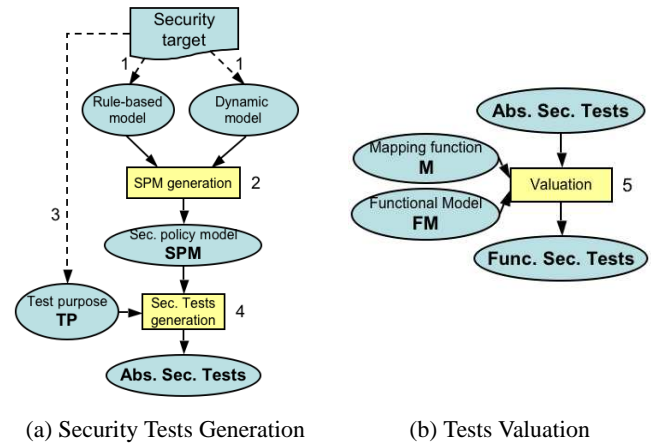 Security
target
1
1
Rule-based
model
Dynamic
model
SPM generation
2
3
Sec. policy model
SPM
Test purpose
TP
Sec. Tests
generation
4
Abs. Sec. Tests
(a) Security Tests Generation
Abs. Sec. Tests
Mapping function
M
Valuation
5
Functional Model
FM
Func. Sec. Tests
(b) Tests Valuation